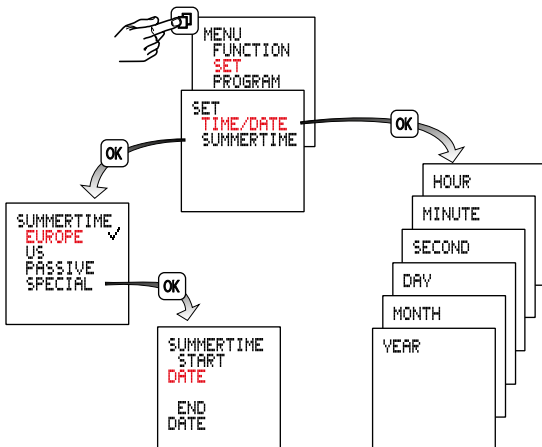 MENU
FUNCTION
SET
PROGRAM
SET
TIME/DATE
SUMMERTIME
OK
OK
SUMMERTIME
EUROPE ✓
US
PASSIVE
SPECIAL
OK
SUMMERTIME
START
DATE
END
DATE
HOUR
MINUTE
SECOND
DAY
MONTH
YEAR